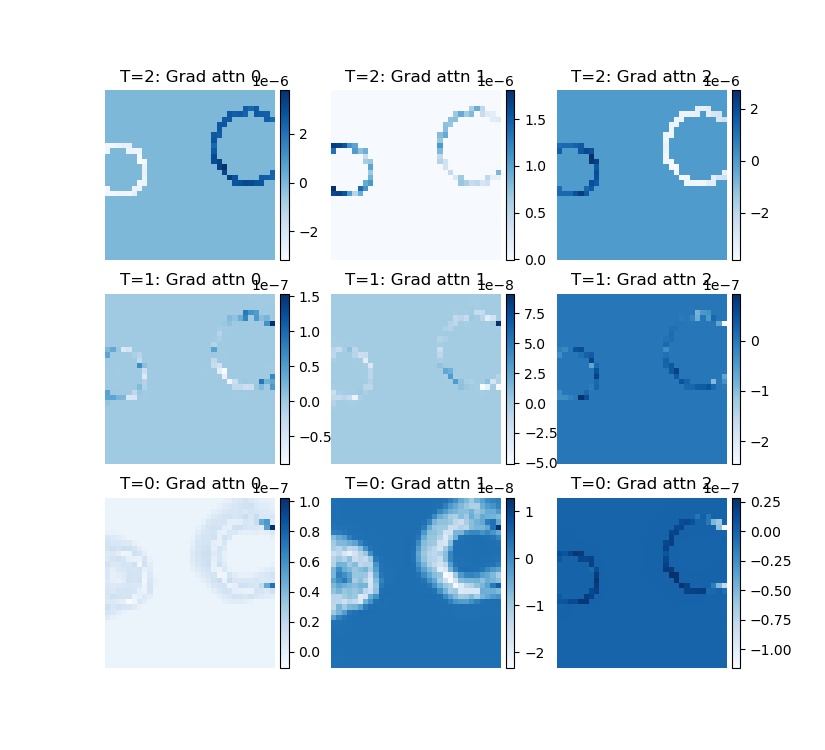 T=2: Grad attn 0
1e−6
2
0
−2
T=2: Grad attn 1
1e−6
1.5
1.0
0.5
0.0
T=2: Grad attn 2
1e−6
2
0
−2
T=1: Grad attn 0
1e−7
1.5
1.0
0.5
0.0
−0.5
T=1: Grad attn 1
1e−8
7.5
5.0
2.5
0.0
−2.5
−5.0
T=1: Grad attn 2
1e−7
0
−1
−2
T=0: Grad attn 0
1e−7
1.0
0.8
0.6
0.4
0.2
0.0
T=0: Grad attn 1
1e−8
1
0
−1
−2
T=0: Grad attn 2
1e−7
0.25
0.00
−0.25
−0.50
−0.75
−1.00